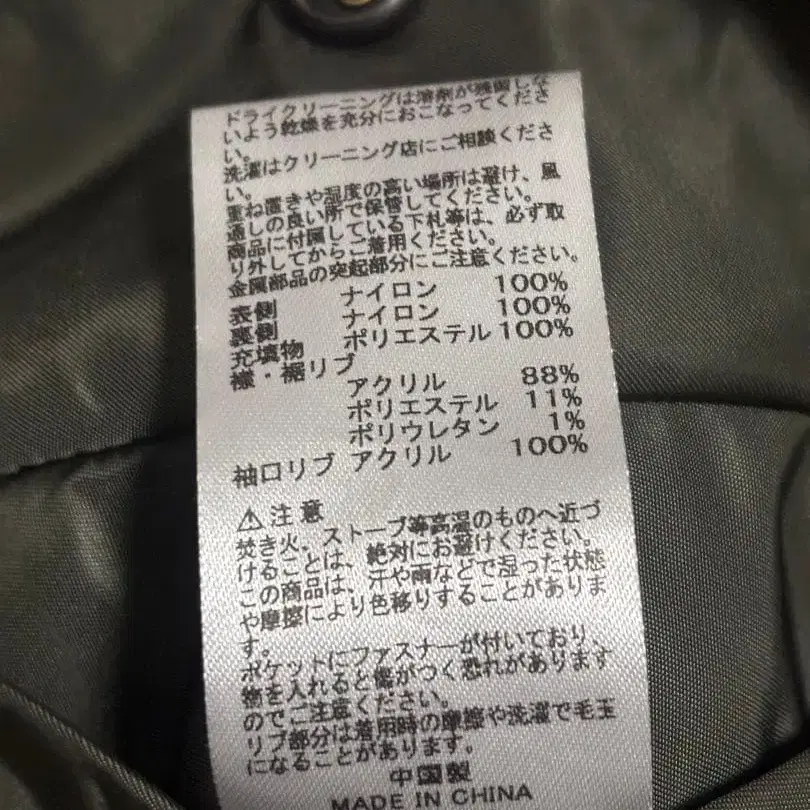 ドライクリーニングは溶剤が残留しな
いよう乾燥を充分におこなってくださ
い。
洗濯はクリーニング店にご相談くださ
い。
重ね置きや湿度の高い場所は避け、風
通しの良い所で保管してください。
商品に付属している下札等は、必ず取
り外してからご着用ください。
金属部品の突起部分にご注意ください。
表側 ナイロン 100%
裏側 ナイロン 100%
充填物 ポリエステル 100%
襟・裾リブ
アクリル 88%
ポリエステル 11%
ポリウレタン 1%
袖口リブ アクリル 100%
⚠注意
焚き火、ストーブ等高温のものへ近づ
けることは、絶対にお避けください。
この商品は、汗や雨などで湿った状態
や摩擦により色移りすることがありま
す。
ポケットにファスナーが付いており、
物を入れると傷がつく恐れがあります
のでご注意ください。
リブ部分は着用時の摩擦や洗濯で毛玉
になることがあります。
中国製
MADE IN CHINA